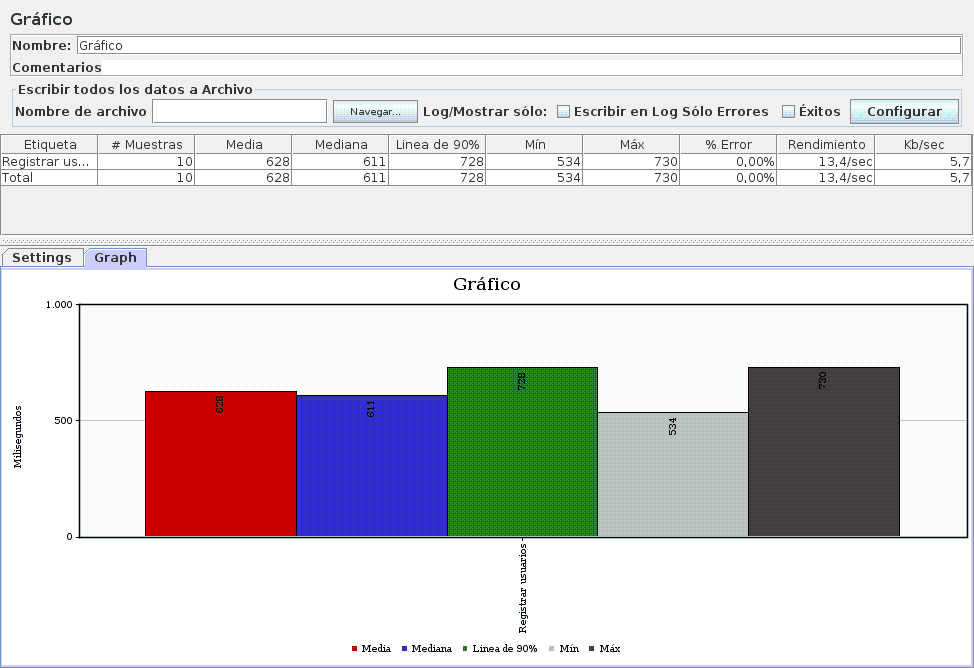 Gráfico
Nombre: Gráfico
Comentarios
Escribir todos los datos a Archivo
Nombre de archivo Navegar... Log/Mostrar sólo: Escribir en Log Sólo Errores Éxitos Configurar
Etiqueta # Muestras Media Mediana Linea de 90% Mín Máx % Error Rendimiento Kb/sec
Registrar us... 10 628 611 728 534 730 0,00% 13,4/sec 5,7
Total 10 628 611 728 534 730 0,00% 13,4/sec 5,7
Settings Graph
Gráfico
1.000
500
0
Milisegundos
628
611
728
534
730
Registrar usuarios
Media Mediana Linea de 90% Mín Máx